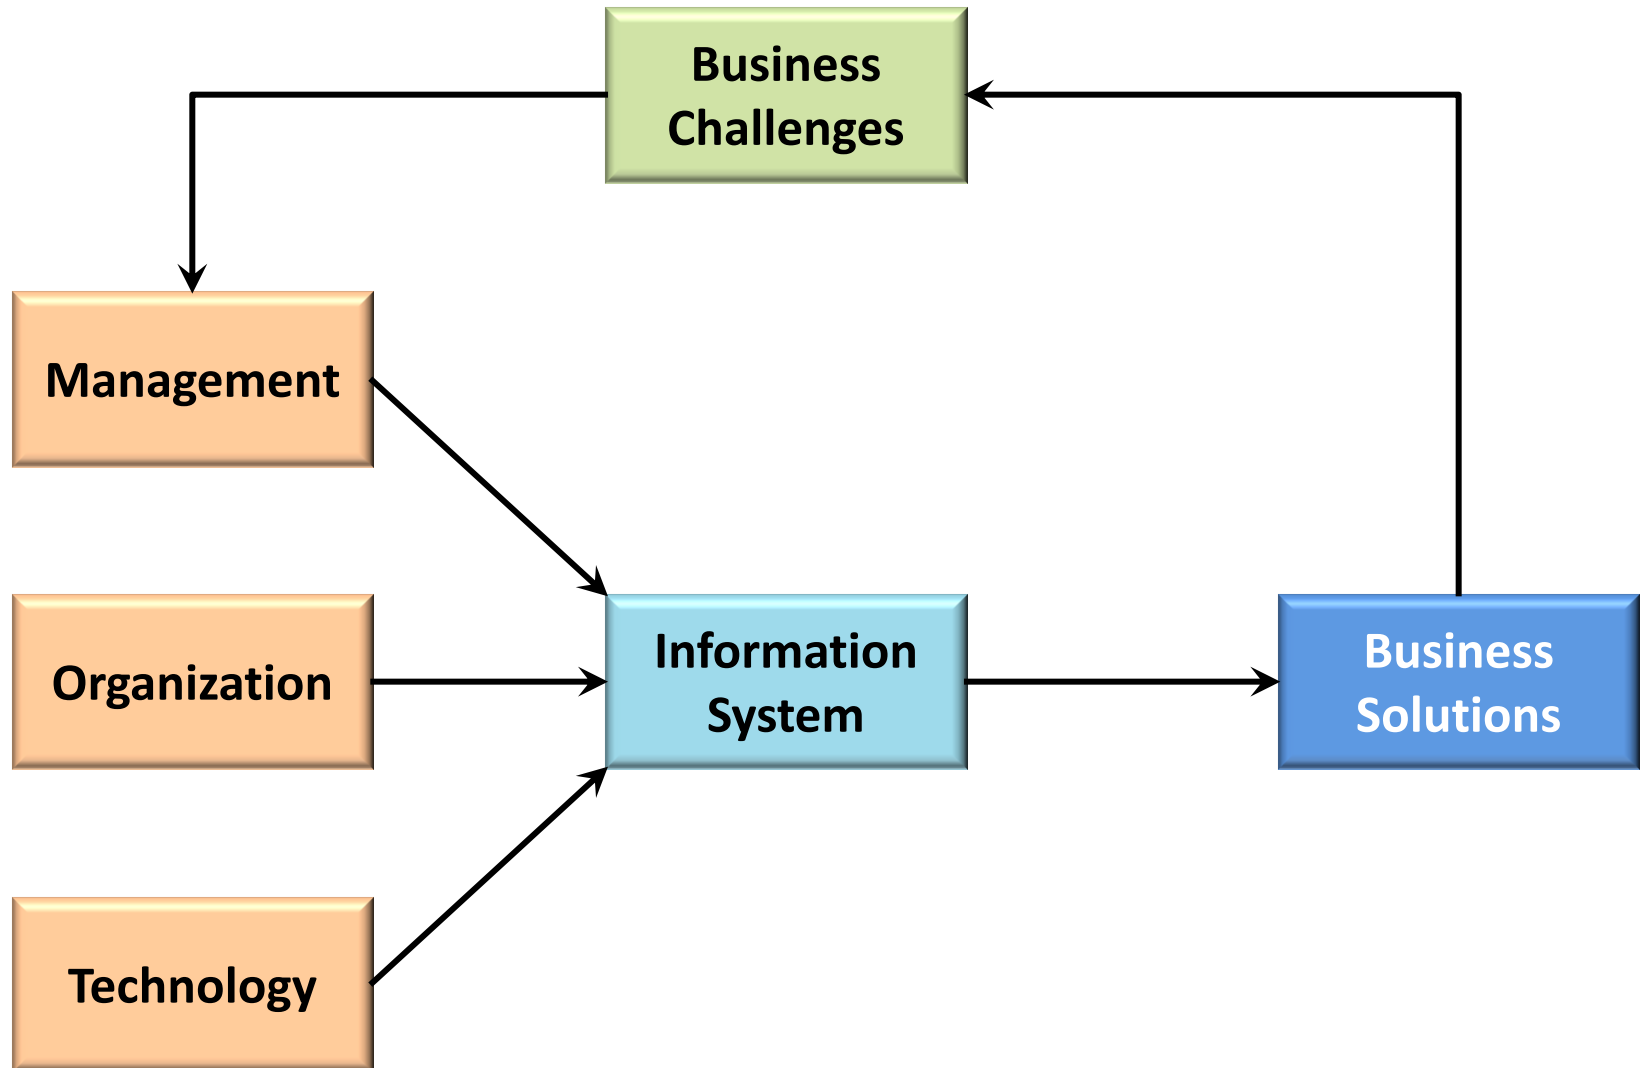 Business
Challenges
Management
Organization
Information
System
Business
Solutions
Technology